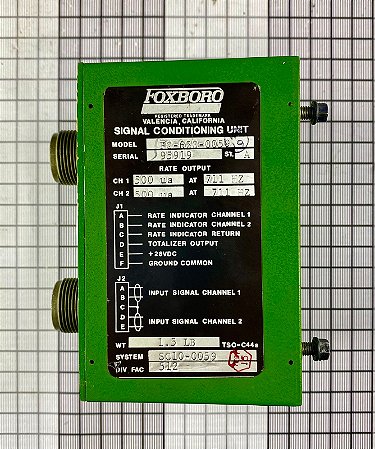 FOXBORO
REGISTERED TRADEMARK
VALENCIA, CALIFORNIA
SIGNAL CONDITIONING UNIT
MODEL
SERIAL 95919 ST. A
RATE OUTPUT
CH 1 500 ua AT 711 HZ
CH 2 500 ua AT 711 HZ
J1
A RATE INDICATOR CHANNEL 1
B RATE INDICATOR CHANNEL 2
C RATE INDICATOR RETURN
D TOTALIZER OUTPUT
E +28VDC
F GROUND COMMON
J2
A
B INPUT SIGNAL CHANNEL 1
C
D
E INPUT SIGNAL CHANNEL 2
WT 1.5 LB TSO-C44a
SYSTEM SC10-0059
DIV FAC 512